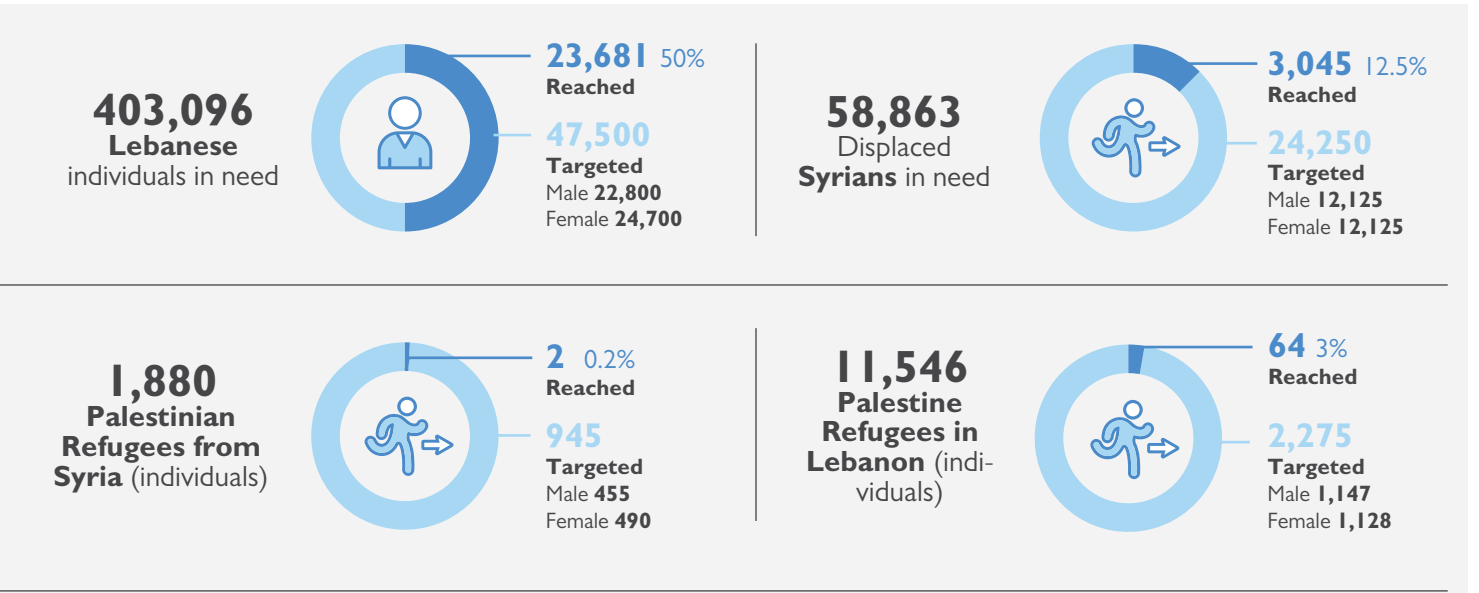 403,096
Lebanese
individuals in need
23,681 50%
Reached
47,500
Targeted
Male 22,800
Female 24,700
58,863
Displaced
Syrians in need
3,045 12.5%
Reached
24,250
Targeted
Male 12,125
Female 12,125
1,880
Palestinian
Refugees from
Syria (individuals)
2 0.2%
Reached
945
Targeted
Male 455
Female 490
11,546
Palestine
Refugees in
Lebanon (indi-
viduals)
64 3%
Reached
2,275
Targeted
Male 1,147
Female 1,128